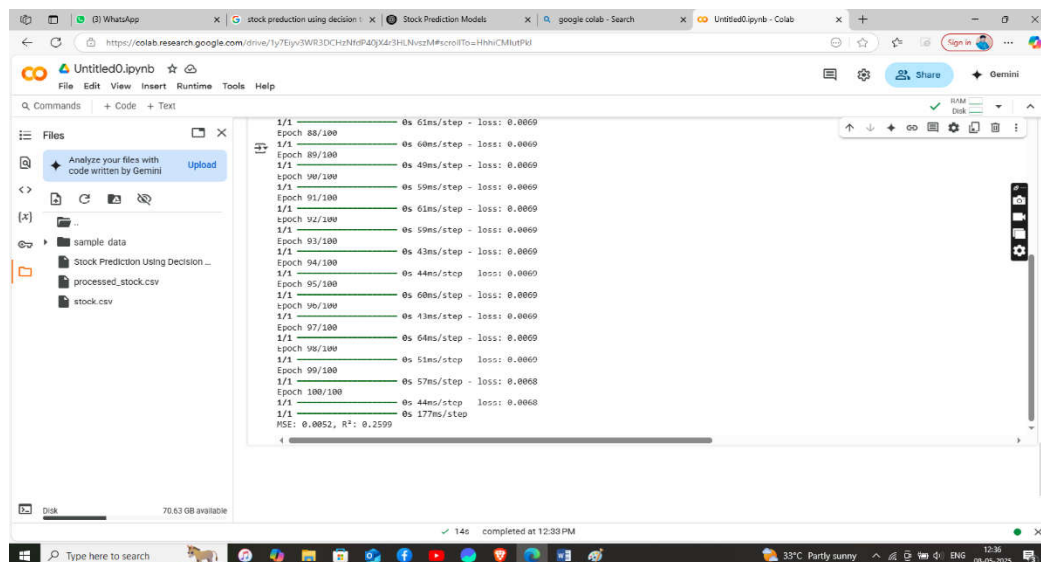 (3) WhatsApp
stock preduction using decision t
Stock Prediction Models
google colab - Search
Untitled0.ipynb - Colab
https://colab.research.google.com/drive/1y7Eiyv3WR3DCHzNfdP40jX4r3HLNvszM#scrollTo=HhhiCMlutPkl
Sign in
Untitled0.ipynb
File Edit View Insert Runtime Tools Help
Share
Gemini
Commands + Code + Text
RAM
Disk
Files
Analyze your files with
code written by Gemini
Upload
..
sample data
Stock Prediction Using Decision ...
processed_stock.csv
stock.csv
Disk 70.63 GB available
1/1 0s 61ms/step - loss: 0.0069
Epoch 88/100
1/1 0s 60ms/step - loss: 0.0069
Epoch 89/100
1/1 0s 49ms/step - loss: 0.0069
Epoch 90/100
1/1 0s 59ms/step - loss: 0.0069
Epoch 91/100
1/1 0s 61ms/step - loss: 0.0069
Epoch 92/100
1/1 0s 59ms/step - loss: 0.0069
Epoch 93/100
1/1 0s 43ms/step - loss: 0.0069
Epoch 94/100
1/1 0s 44ms/step loss: 0.0069
Epoch 95/100
1/1 0s 60ms/step - loss: 0.0069
Epoch 96/100
1/1 0s 43ms/step - loss: 0.0069
Epoch 97/100
1/1 0s 64ms/step - loss: 0.0069
Epoch 98/100
1/1 0s 51ms/step loss: 0.0069
Epoch 99/100
1/1 0s 57ms/step - loss: 0.0068
Epoch 100/100
1/1 0s 44ms/step loss: 0.0068
1/1 0s 177ms/step
MSE: 0.0052, R²: 0.2599
14s completed at 12:33 PM
Type here to search
33°C Partly sunny
ENG
12:36
08-05-2025